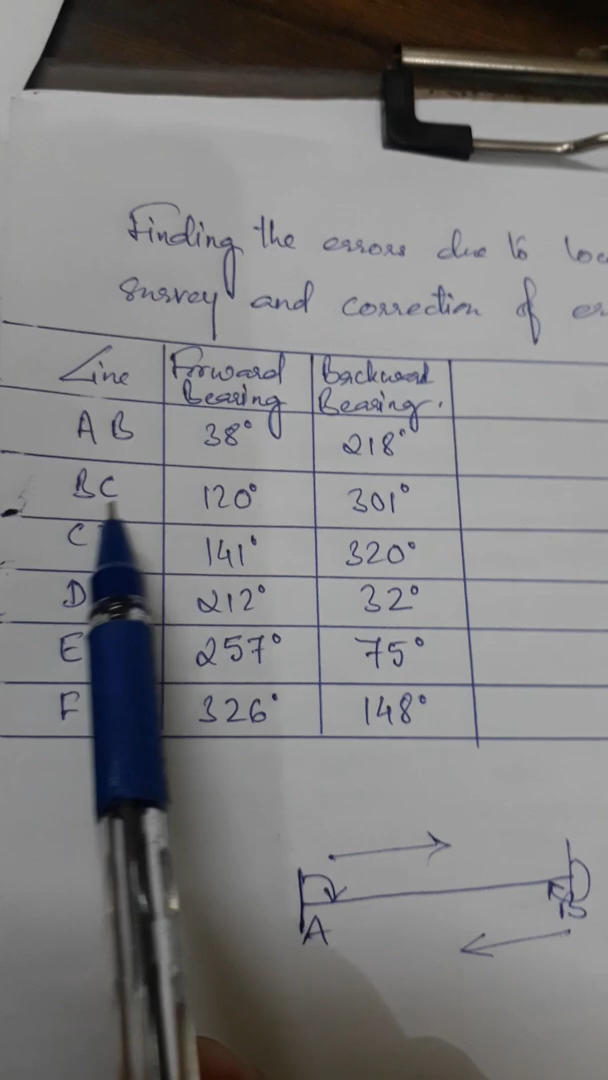 Finding the errors due to
Survey and correction of
Line Forward Bearing Backward Bearing.
AB 38° 218°
BC 120° 301°
C 141° 320°
D 212° 32°
E 257° 75°
F 326° 148°
A B